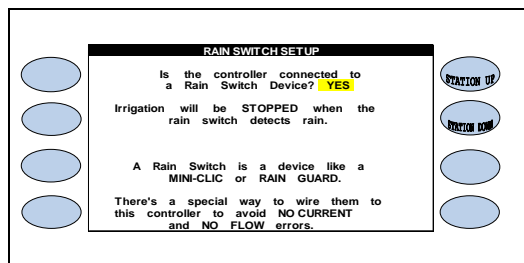 RAIN SWITCH SETUP
Is the controller connected to
a Rain Switch Device? YES
STATION UP
Irrigation will be STOPPED when the
rain switch detects rain.
STATION DOWN
A Rain Switch is a device like a
MINI-CLIC or RAIN GUARD.
There's a special way to wire them to
this controller to avoid NO CURRENT
and NO FLOW errors.